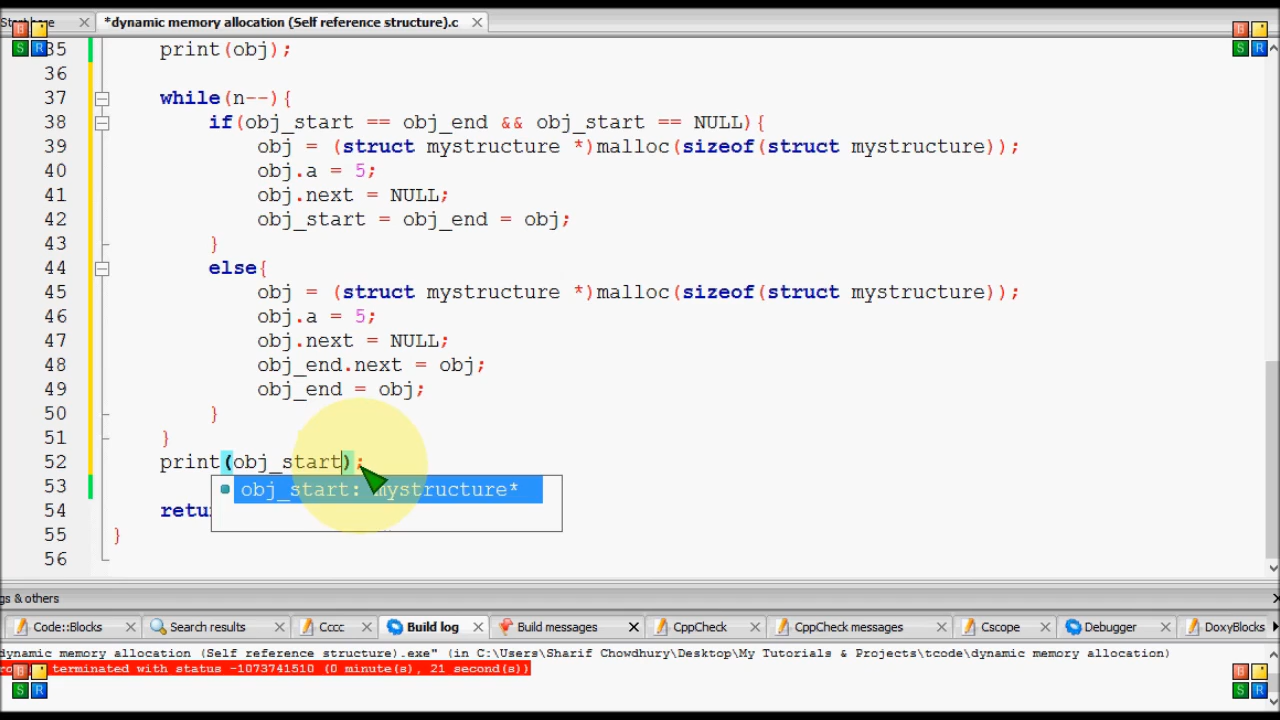 Start here
*dynamic memory allocation (Self reference structure).c
35 print(obj);
36
37 while(n--){
38 if(obj_start == obj_end && obj_start == NULL){
39 obj = (struct mystructure *)malloc(sizeof(struct mystructure));
40 obj.a = 5;
41 obj.next = NULL;
42 obj_start = obj_end = obj;
43 }
44 else{
45 obj = (struct mystructure *)malloc(sizeof(struct mystructure));
46 obj.a = 5;
47 obj.next = NULL;
48 obj_end.next = obj;
49 obj_end = obj;
50 }
51 }
52 print(obj_start);
obj_start: mystructure*
53
54 retu
55 }
56
gs & others
Code::Blocks Search results Cccc Build log Build messages CppCheck CppCheck messages Cscope Debugger DoxyBlocks
dynamic memory allocation (Self reference structure).exe" (in C:\Users\Sharif Chowdhury\Desktop\My Tutorials & Projects\tcode\dynamic memory allocation)
terminated with status -1073741510 (0 minute(s), 21 second(s))
B
S R
B
S R
B
S R
B
S R